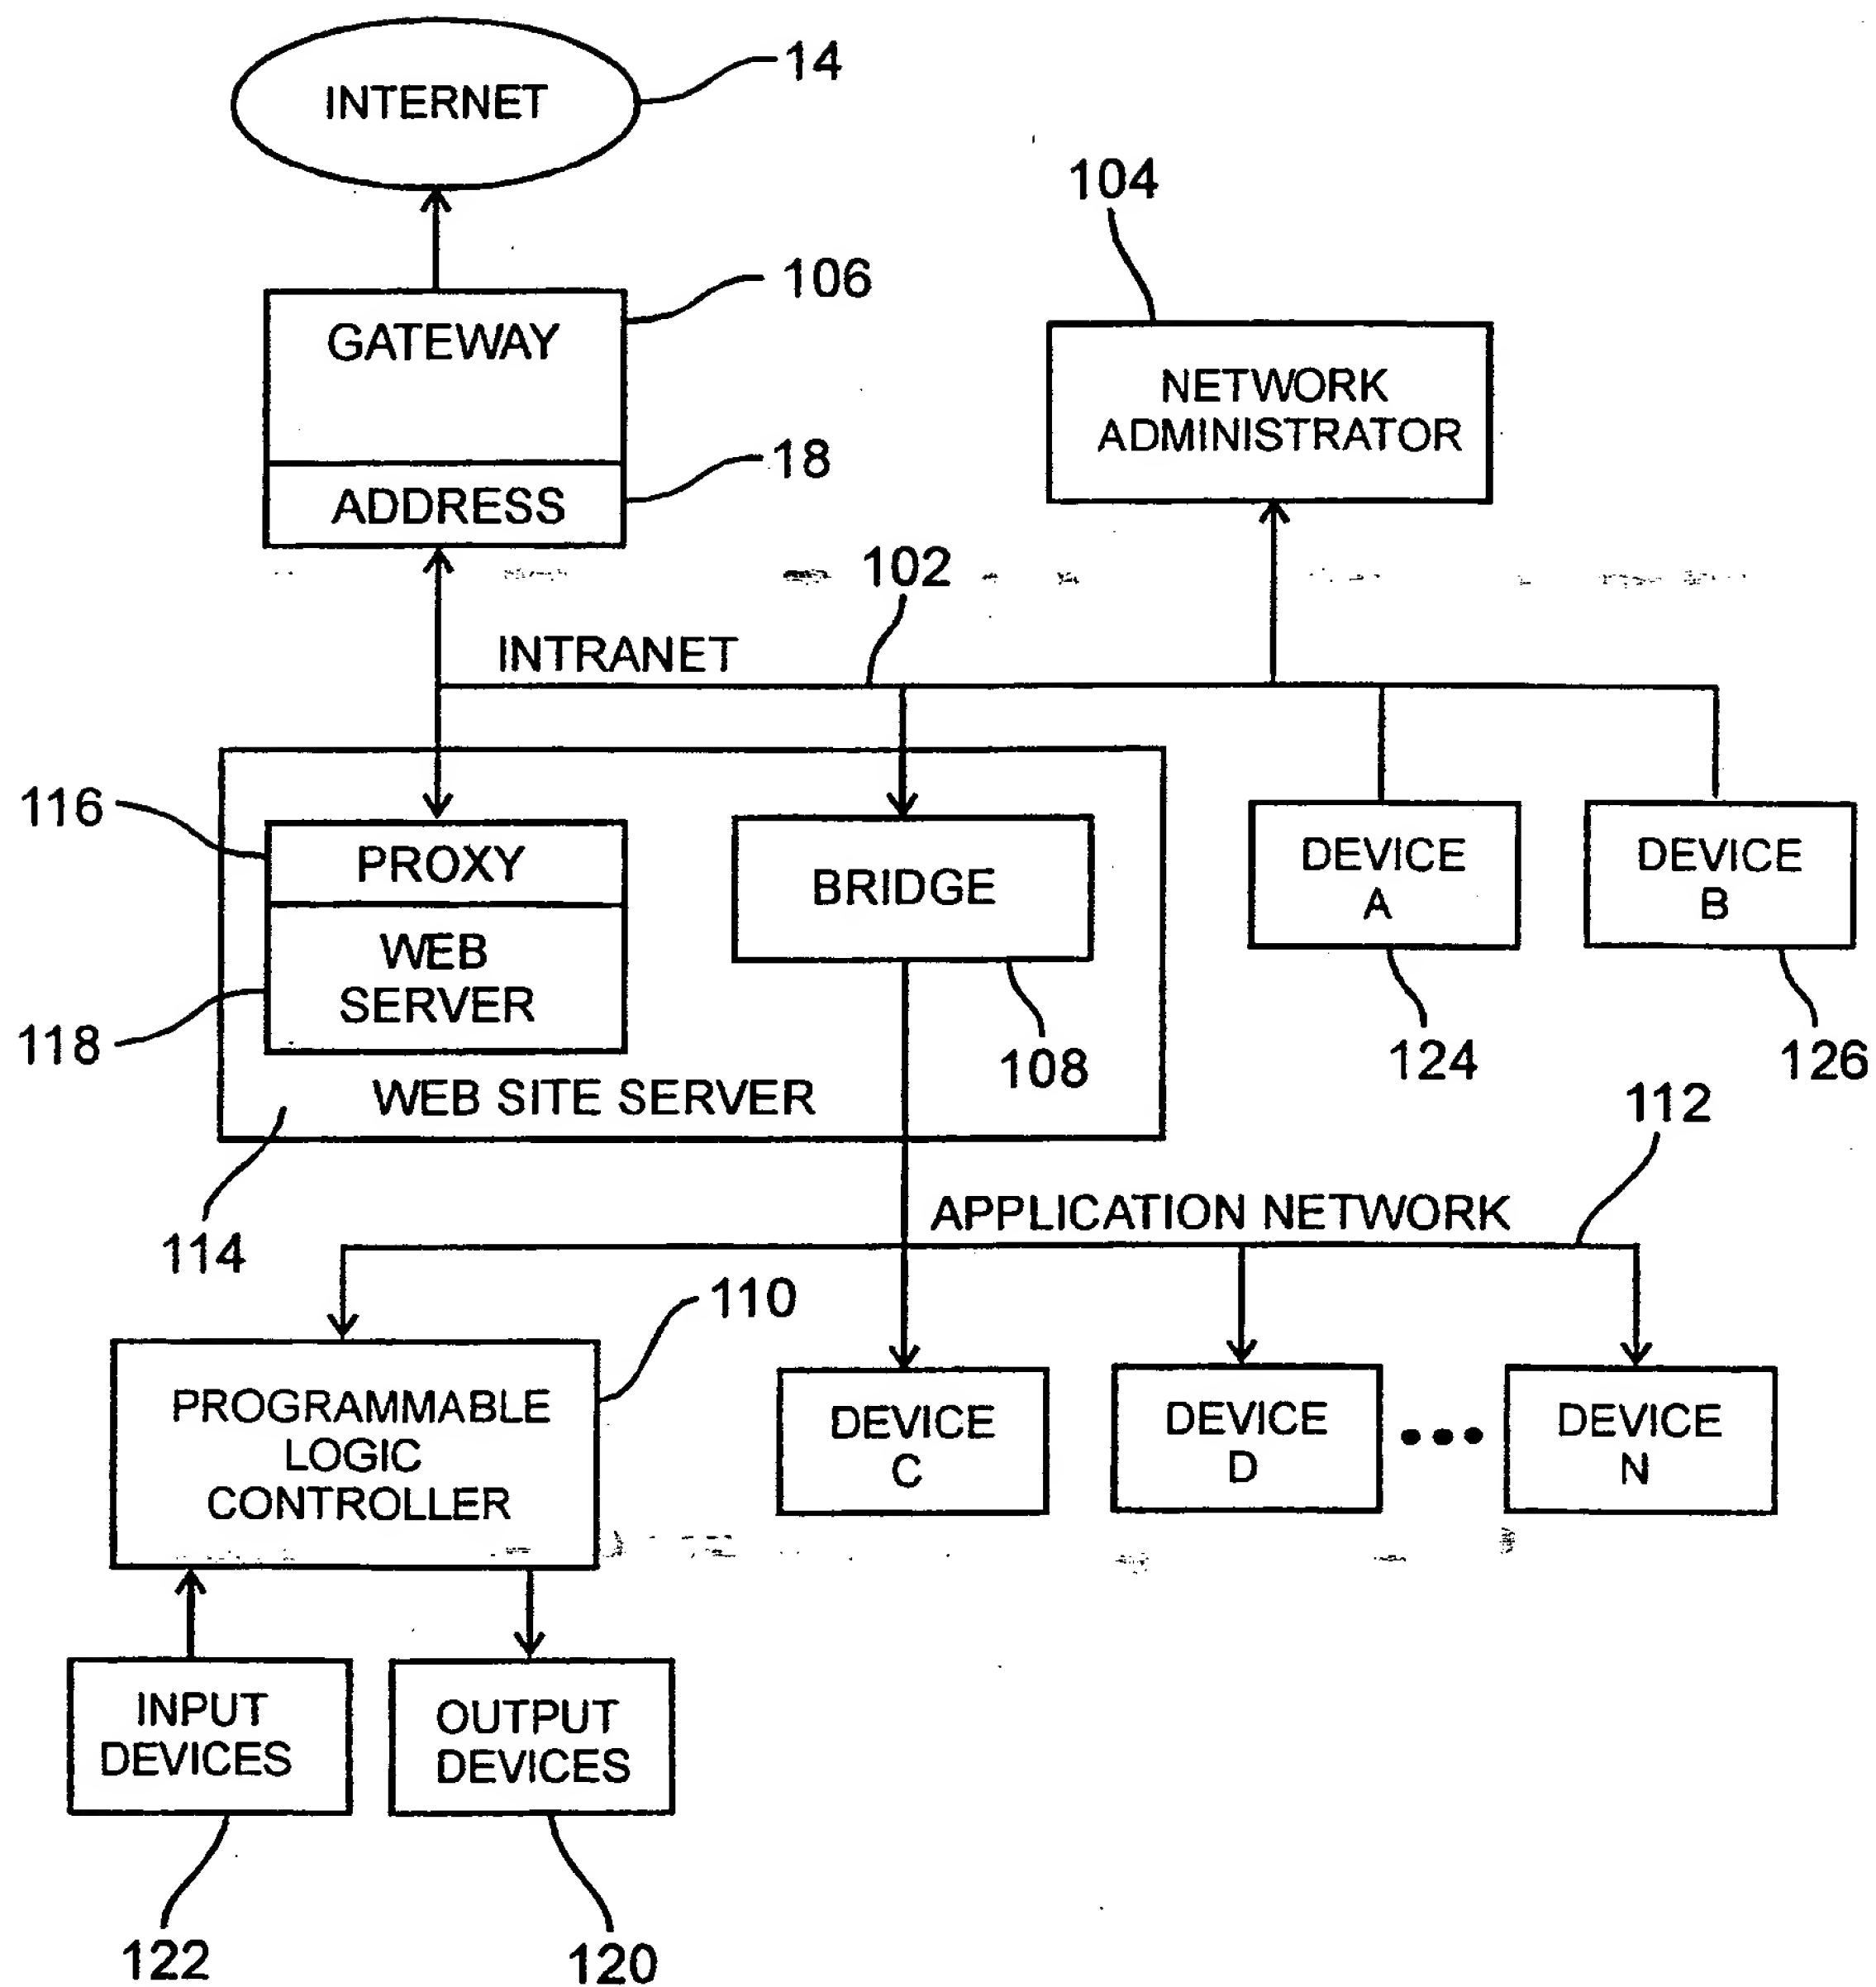 INTERNET
14
104
106
GATEWAY
NETWORK
ADMINISTRATOR
18
ADDRESS
102
INTRANET
116
PROXY
BRIDGE
DEVICE
A
DEVICE
B
WEB
SERVER
118
108
124
126
WEB SITE SERVER
112
114
APPLICATION NETWORK
110
PROGRAMMABLE
LOGIC
CONTROLLER
DEVICE
C
DEVICE
D
DEVICE
N
INPUT
DEVICES
OUTPUT
DEVICES
122
120